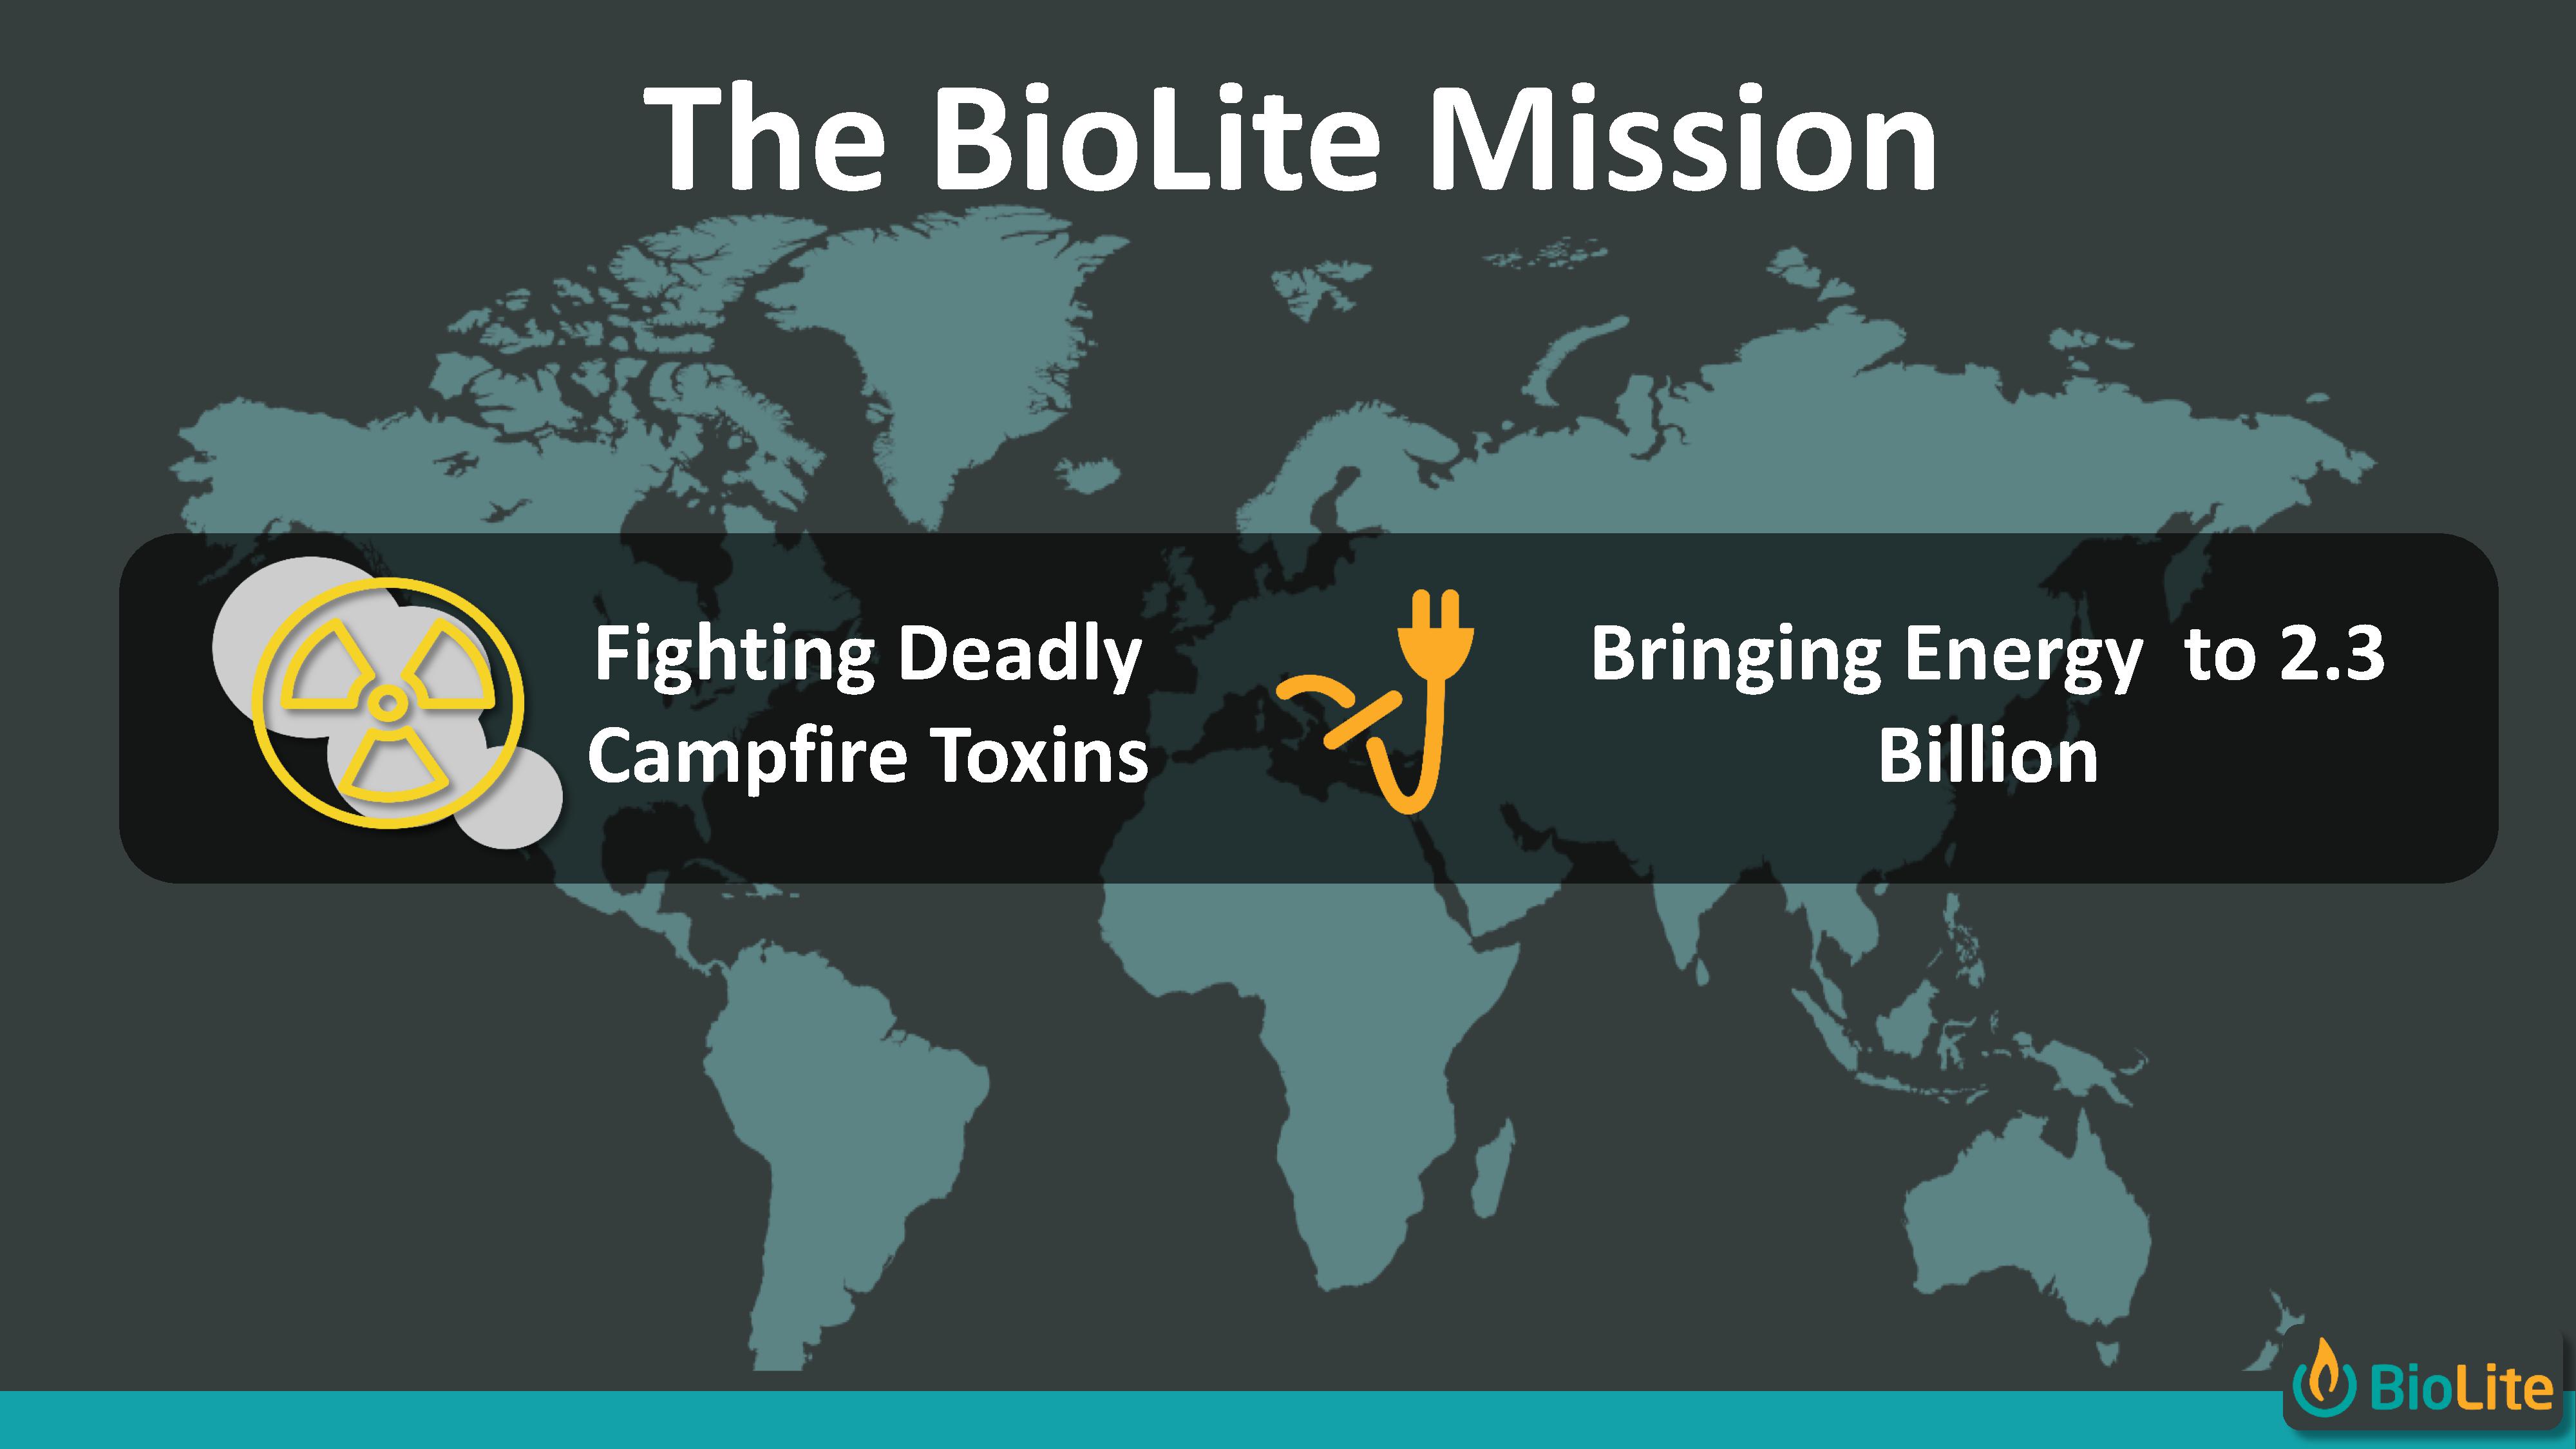 The BioLite Mission
Fighting Deadly
Campfire Toxins
Bringing Energy  to 2.3
Billion
BioLite